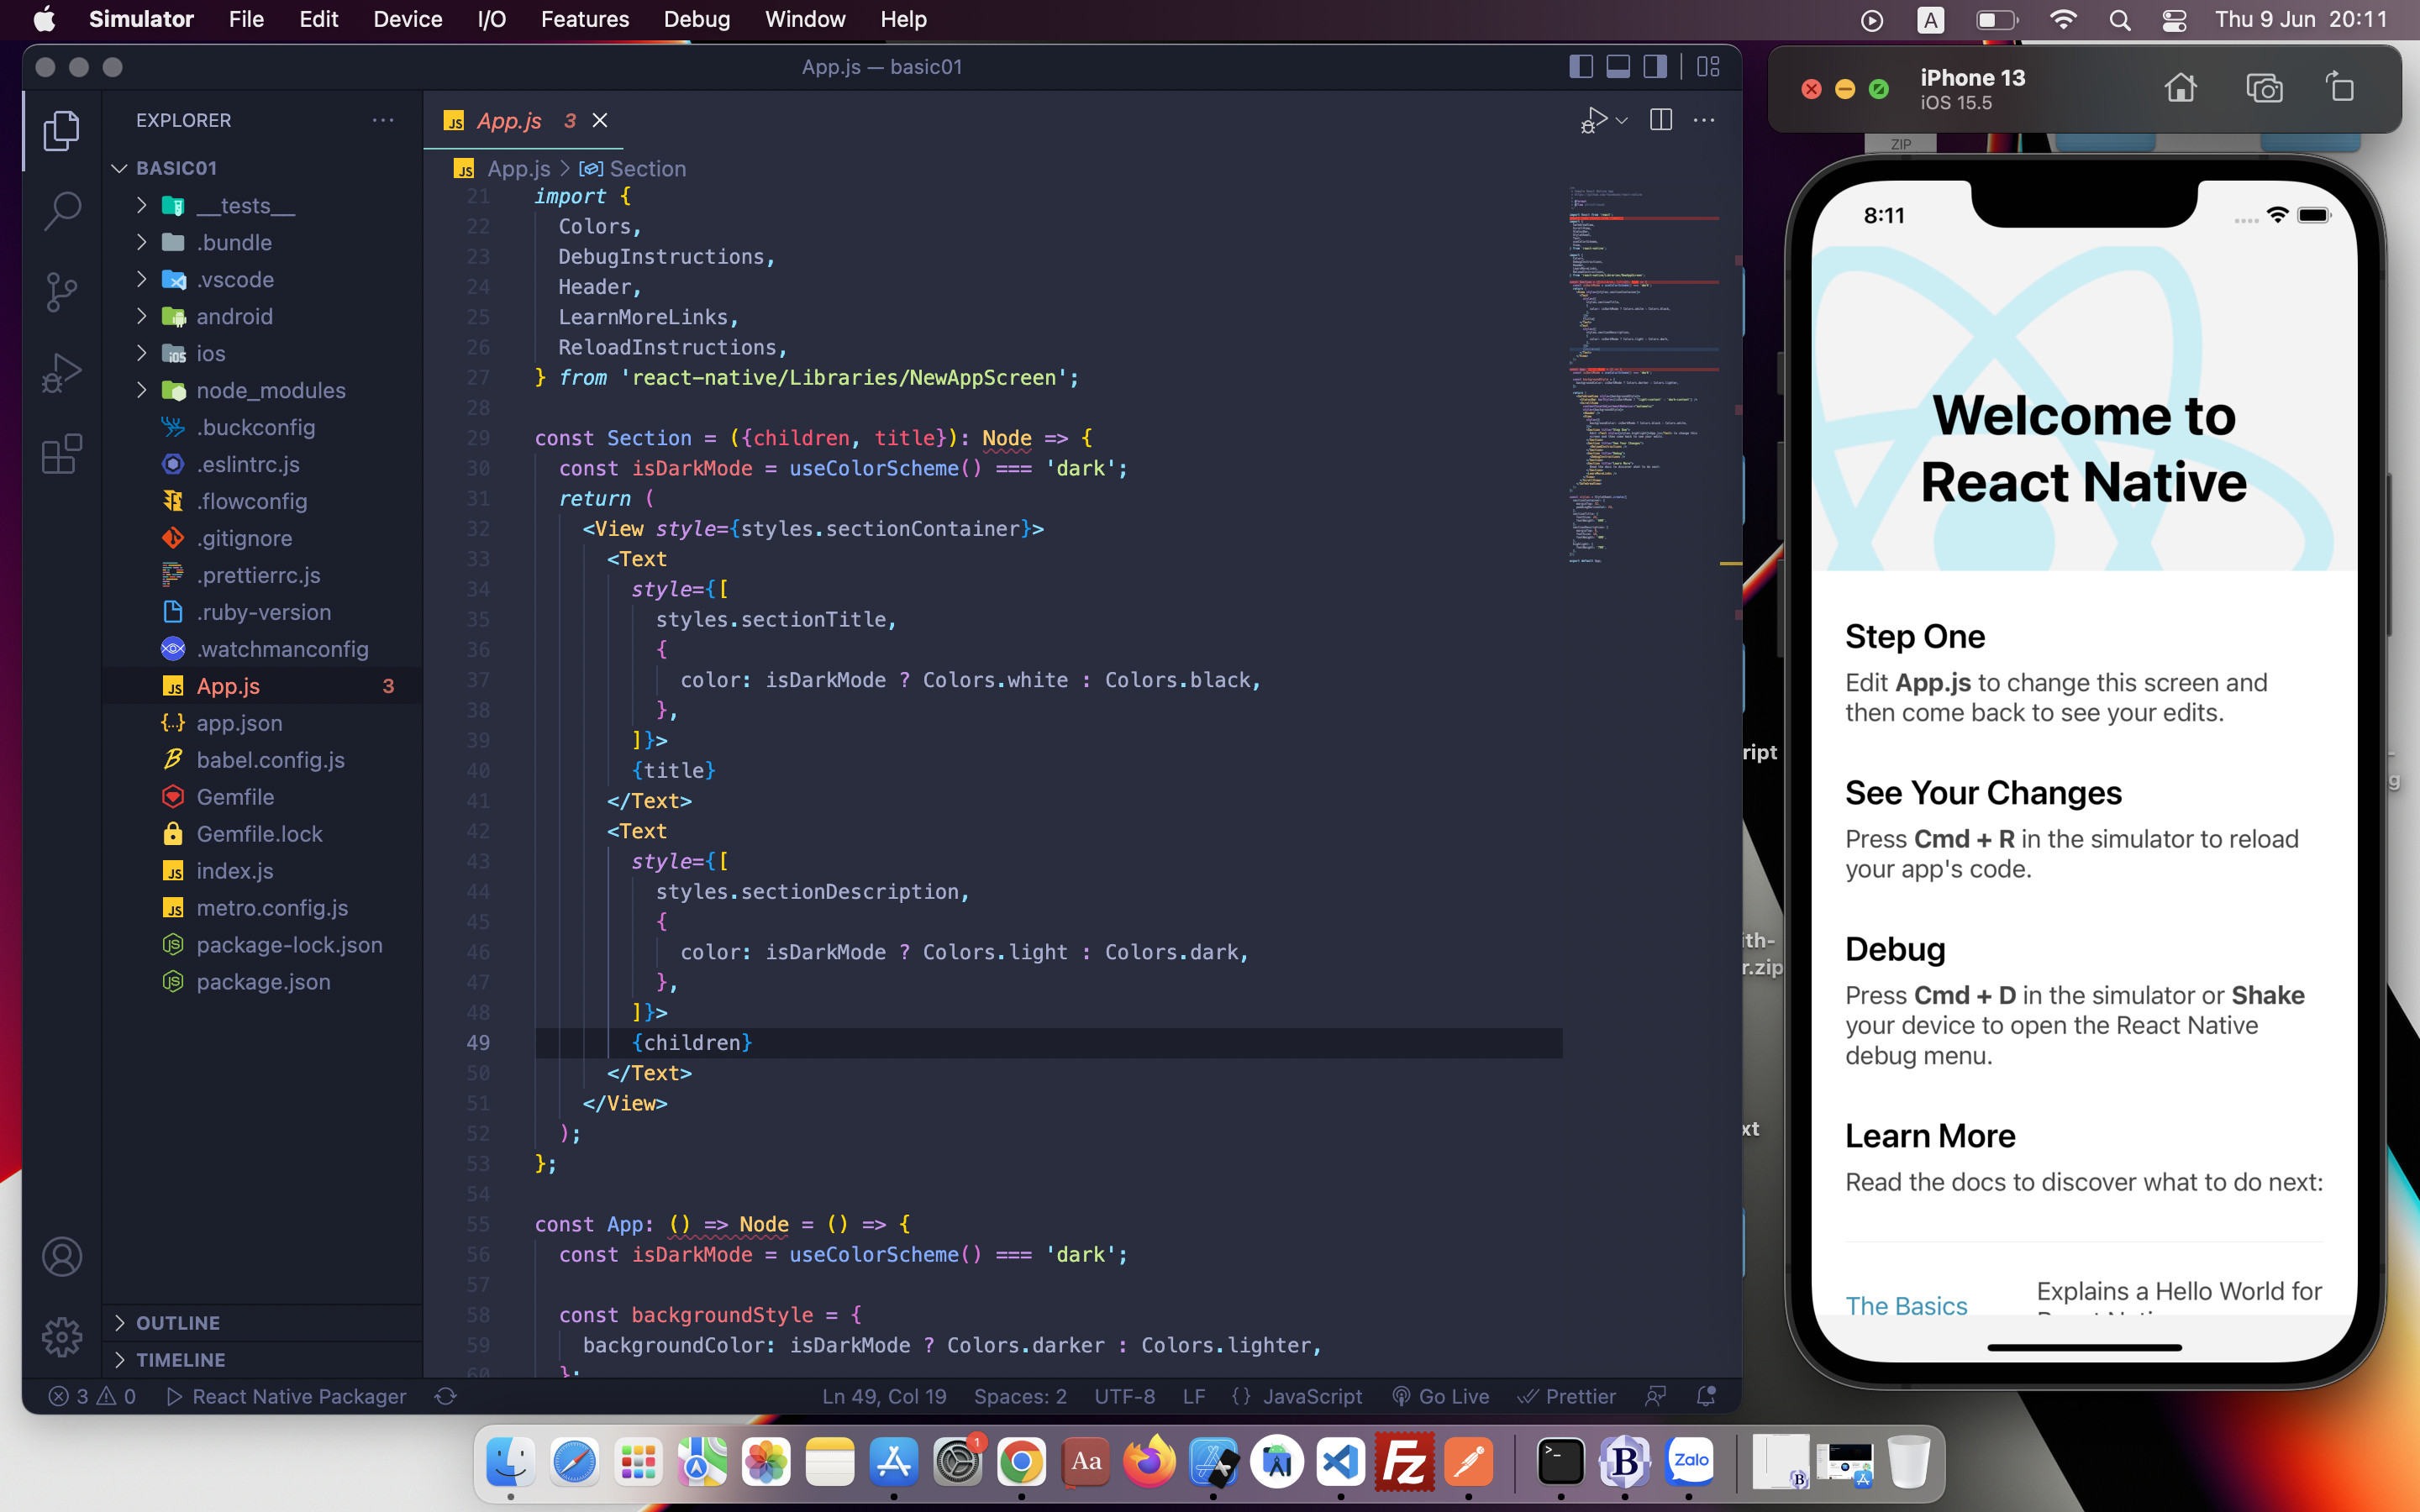 Simulator File Edit Device I/O Features Debug Window Help
A
Thu 9 Jun 20:11
App.js — basic01
EXPLORER
BASIC01
__tests__
.bundle
.vscode
android
ios
node_modules
.buckconfig
.eslintrc.js
.flowconfig
.gitignore
.prettierrc.js
.ruby-version
.watchmanconfig
JS App.js 3
{...} app.json
babel.config.js
Gemfile
Gemfile.lock
JS index.js
JS metro.config.js
package-lock.json
package.json
OUTLINE
TIMELINE
JS App.js 3
JS App.js > Section
21 import {
22 Colors,
23 DebugInstructions,
24 Header,
25 LearnMoreLinks,
26 ReloadInstructions,
27 } from 'react-native/Libraries/NewAppScreen';
28
29 const Section = ({children, title}): Node => {
30 const isDarkMode = useColorScheme() === 'dark';
31 return (
32 <View style={styles.sectionContainer}>
33 <Text
34 style={[
35 styles.sectionTitle,
36 {
37 color: isDarkMode ? Colors.white : Colors.black,
38 },
39 ]}>
40 {title}
41 </Text>
42 <Text
43 style={[
44 styles.sectionDescription,
45 {
46 color: isDarkMode ? Colors.light : Colors.dark,
47 },
48 ]}>
49 {children}
50 </Text>
51 </View>
52 );
53 };
54
55 const App: () => Node = () => {
56 const isDarkMode = useColorScheme() === 'dark';
57
58 const backgroundStyle = {
59 backgroundColor: isDarkMode ? Colors.darker : Colors.lighter,
60 };
3 0 React Native Packager
Ln 49, Col 19 Spaces: 2 UTF-8 LF {} JavaScript Go Live Prettier
iPhone 13
iOS 15.5
ZIP
8:11
Welcome to
React Native
Step One
Edit App.js to change this screen and
then come back to see your edits.
See Your Changes
Press Cmd + R in the simulator to reload
your app's code.
Debug
Press Cmd + D in the simulator or Shake
your device to open the React Native
debug menu.
Learn More
Read the docs to discover what to do next:
The Basics
Explains a Hello World for
ript
ith-
r.zip
xt
g
1
Aa
Fz
B
Zalo